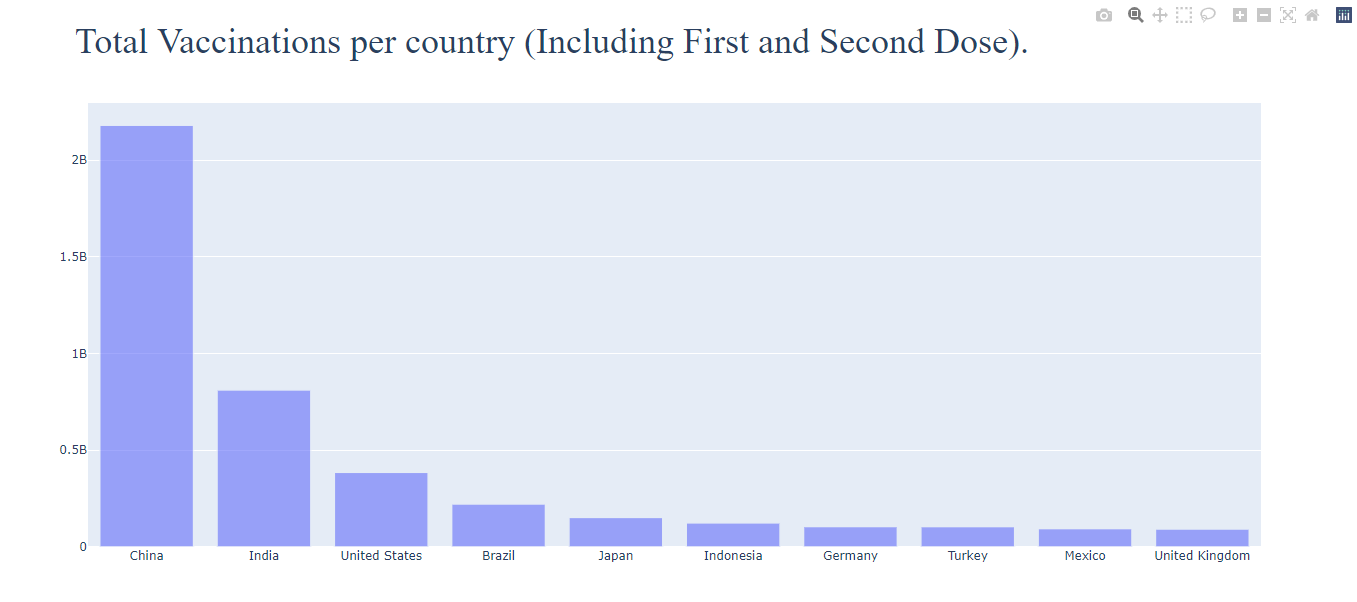 Total Vaccinations per country (Including First and Second Dose).
2B
1.5B
1B
0.5B
0
China India United States Brazil Japan Indonesia Germany Turkey Mexico United Kingdom